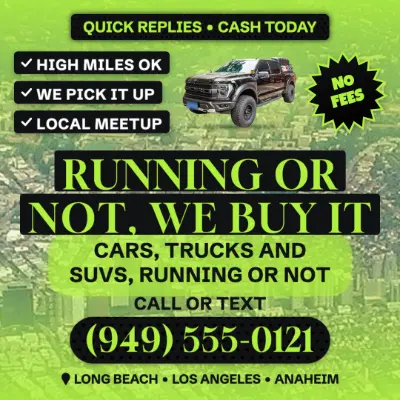 QUICK REPLIES • CASH TODAY
✓ HIGH MILES OK
✓ WE PICK IT UP
✓ LOCAL MEETUP
NO
FEES
RUNNING OR
NOT, WE BUY IT
CARS, TRUCKS AND
SUVS, RUNNING OR NOT
CALL OR TEXT
(949) 555-0121
LONG BEACH • LOS ANGELES • ANAHEIM